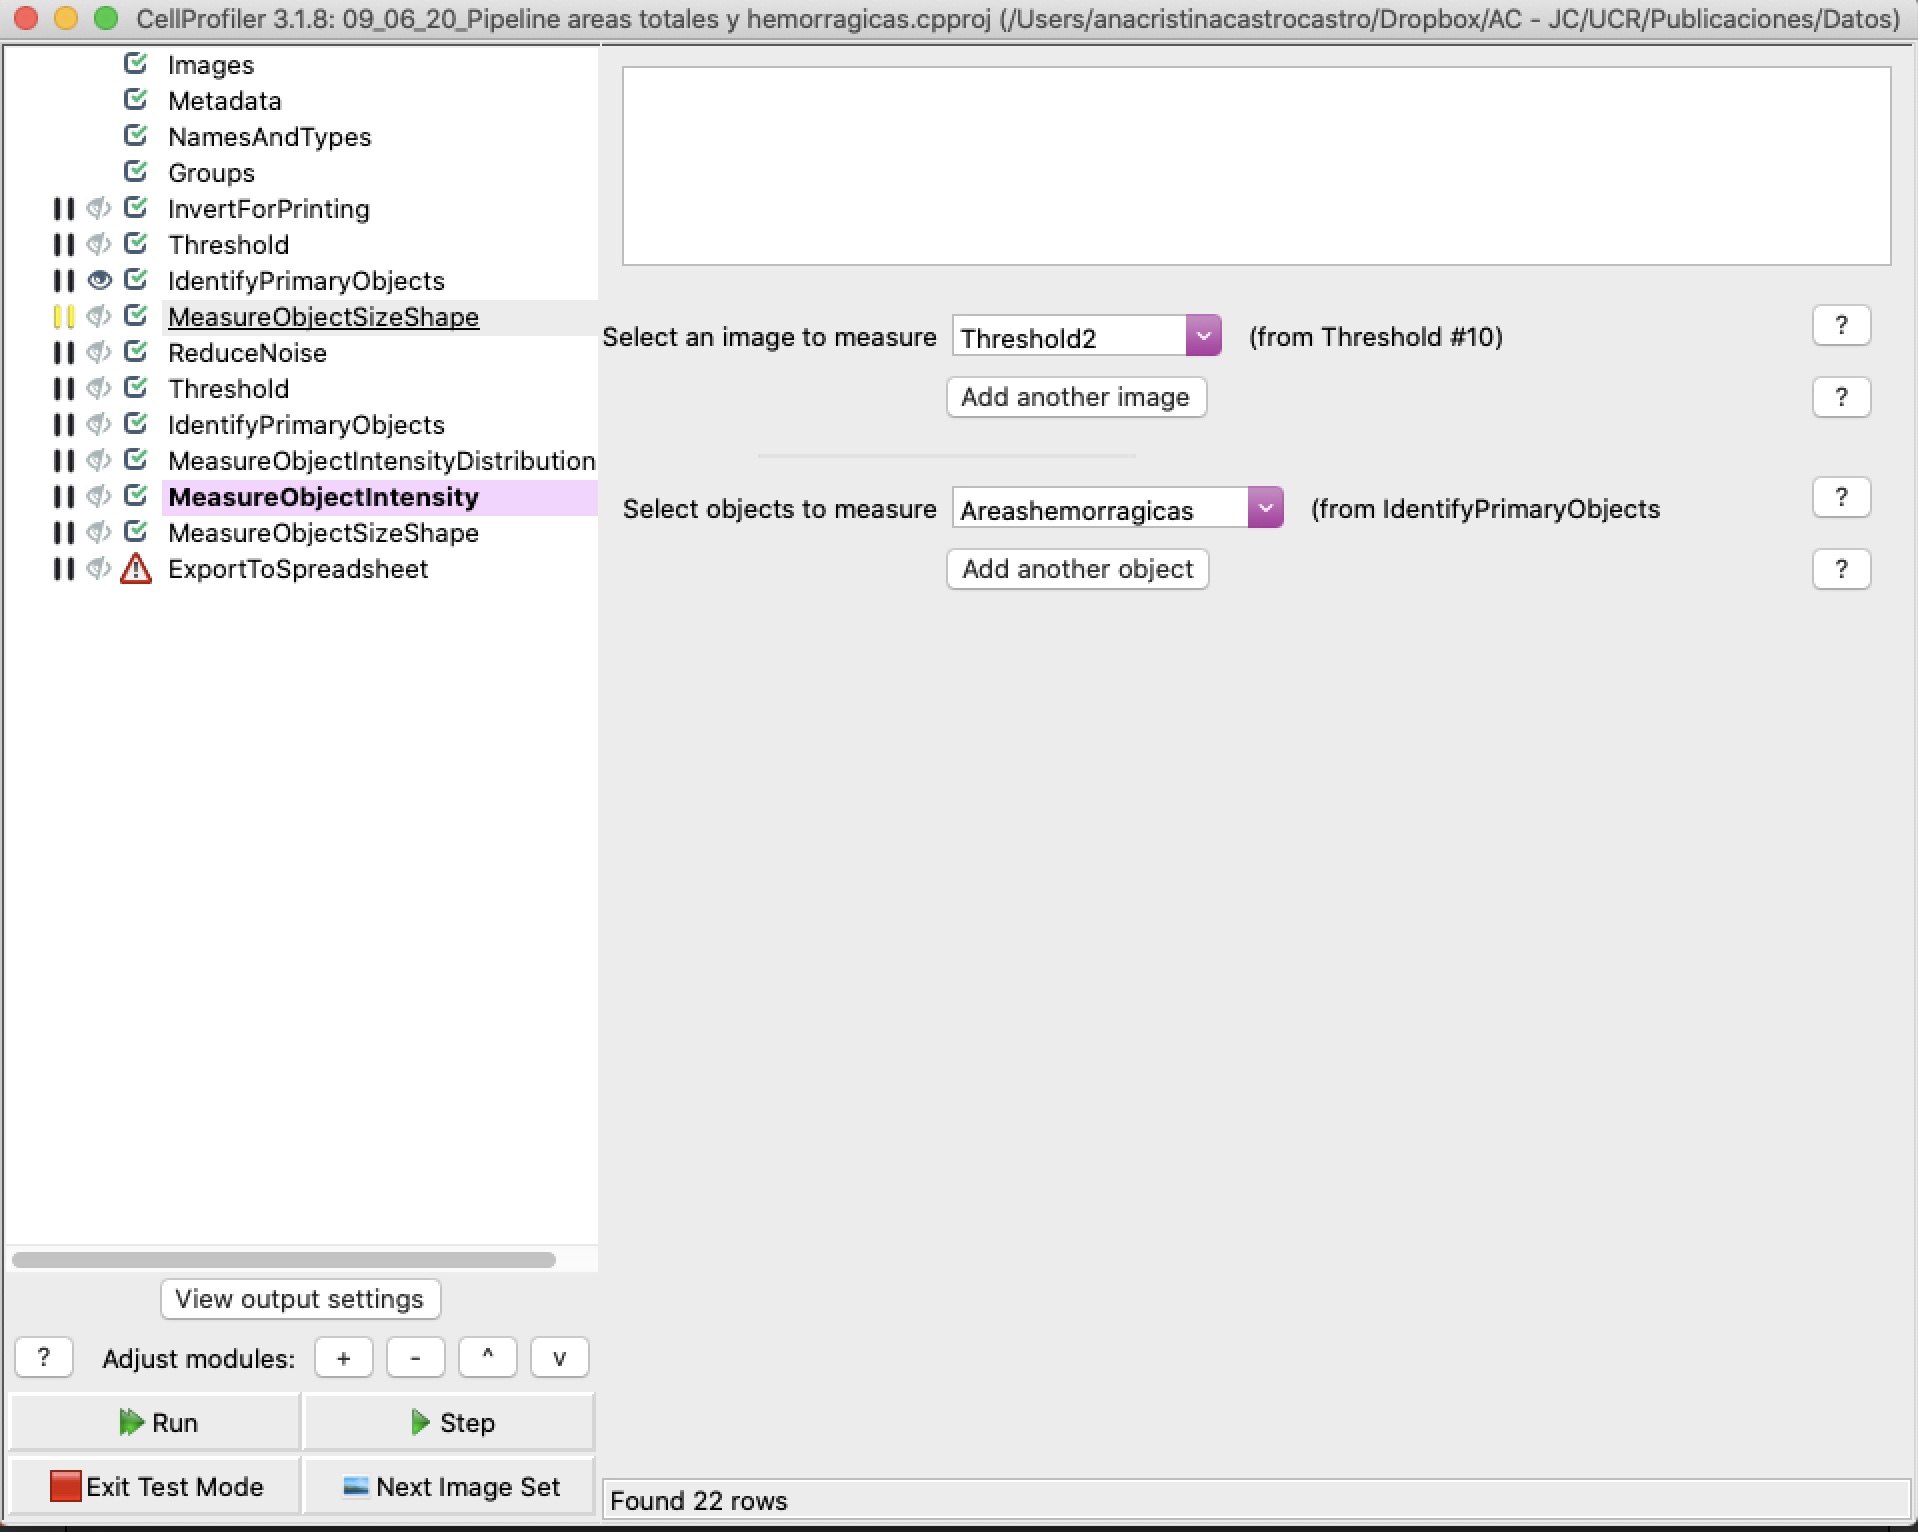 CellProfiler 3.1.8: 09_06_20_Pipeline areas totales y hemorragicas.cpproj (/Users/anacristinacastrocastro/Dropbox/AC - JC/UCR/Publicaciones/Datos)
Images
Metadata
NamesAndTypes
Groups
InvertForPrinting
Threshold
IdentifyPrimaryObjects
MeasureObjectSizeShape
ReduceNoise
Threshold
IdentifyPrimaryObjects
MeasureObjectIntensityDistribution
MeasureObjectIntensity
MeasureObjectSizeShape
ExportToSpreadsheet
View output settings
? Adjust modules: + - ^ v
Run Step
Exit Test Mode Next Image Set
Select an image to measure Threshold2 (from Threshold #10) ?
Add another image ?
Select objects to measure Areashemorragicas (from IdentifyPrimaryObjects ?
Add another object ?
Found 22 rows